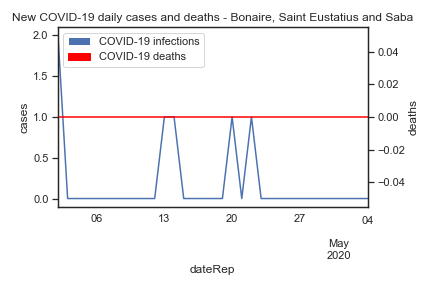 New COVID-19 daily cases and deaths - Bonaire, Saint Eustatius and Saba
COVID-19 infections
COVID-19 deaths
2.0
1.5
1.0
0.5
0.0
cases
0.04
0.02
0.00
−0.02
−0.04
deaths
06 13 20 27 04
May
2020
dateRep